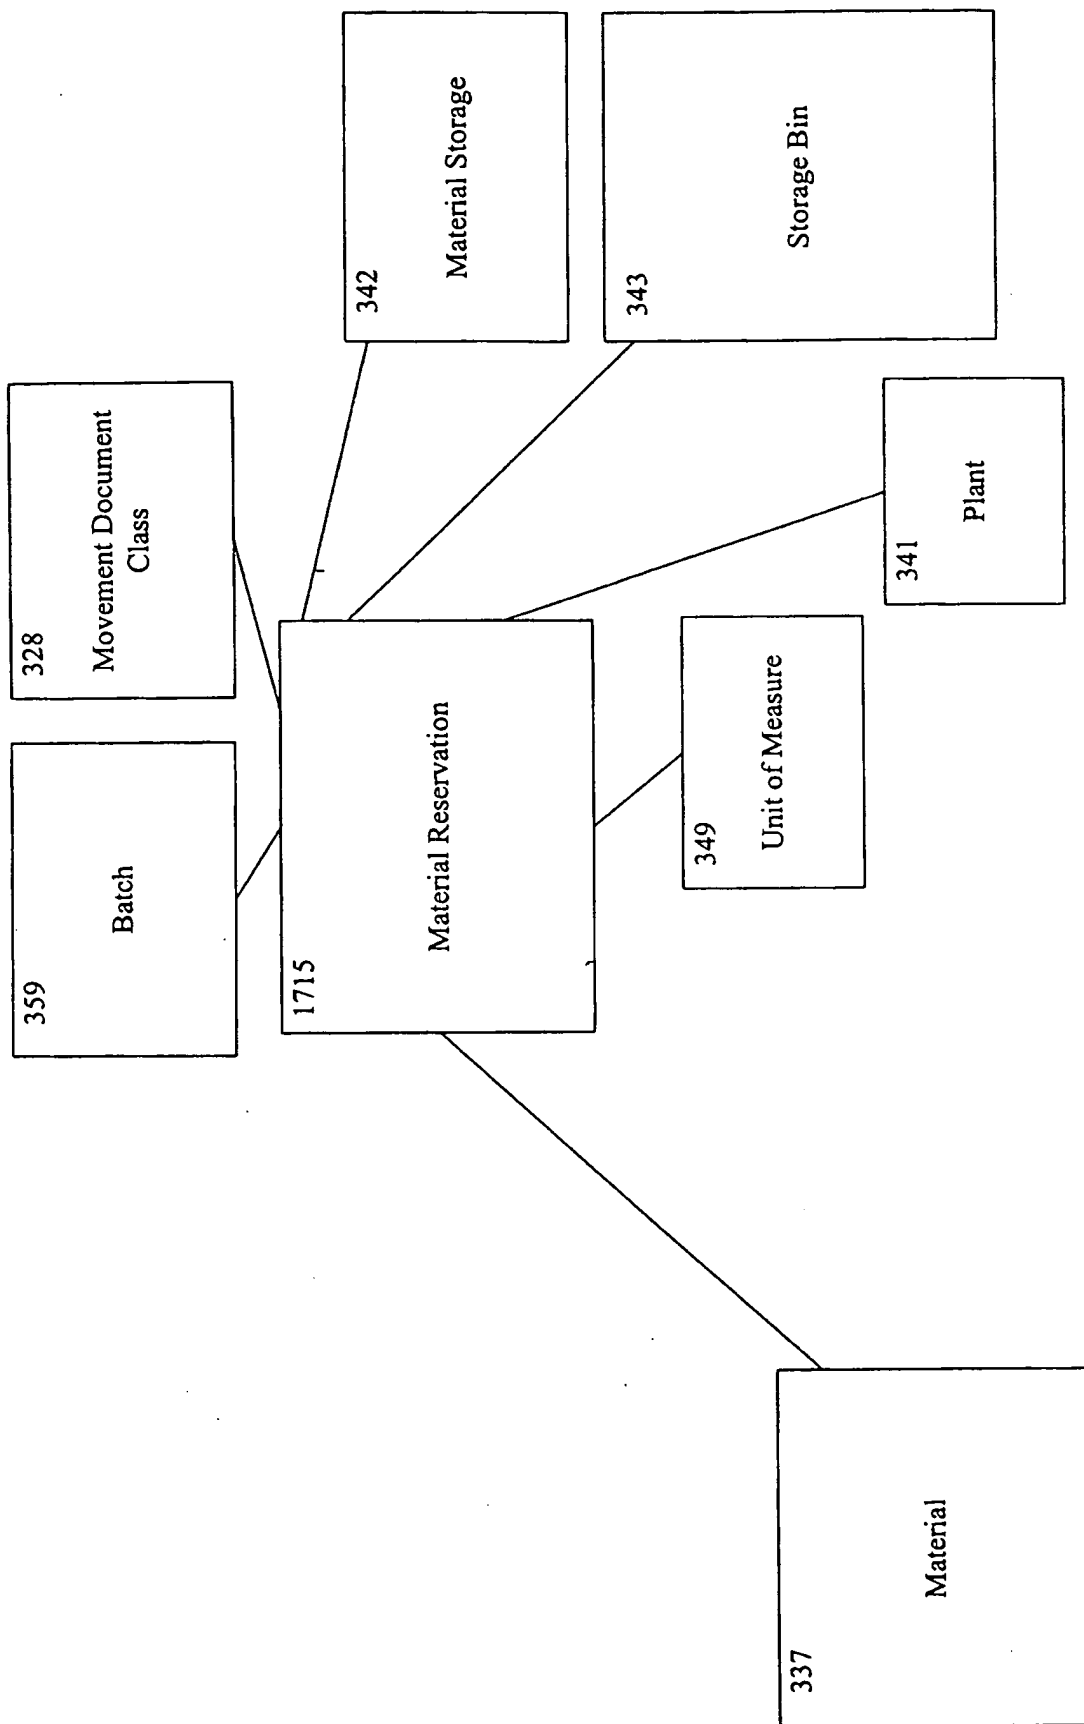 359
Batch
328
Movement Document
Class
342
Material Storage
1715
Material Reservation
343
Storage Bin
349
Unit of Measure
341
Plant
337
Material